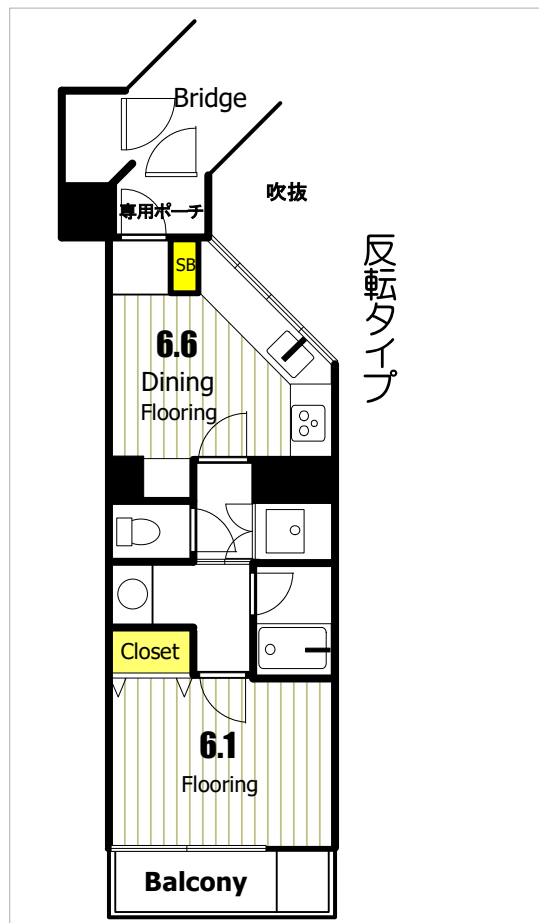 Bridge
専用ポーチ
吹抜
反転タイプ
SB
6.6
Dining
Flooring
Closet
6.1
Flooring
Balcony